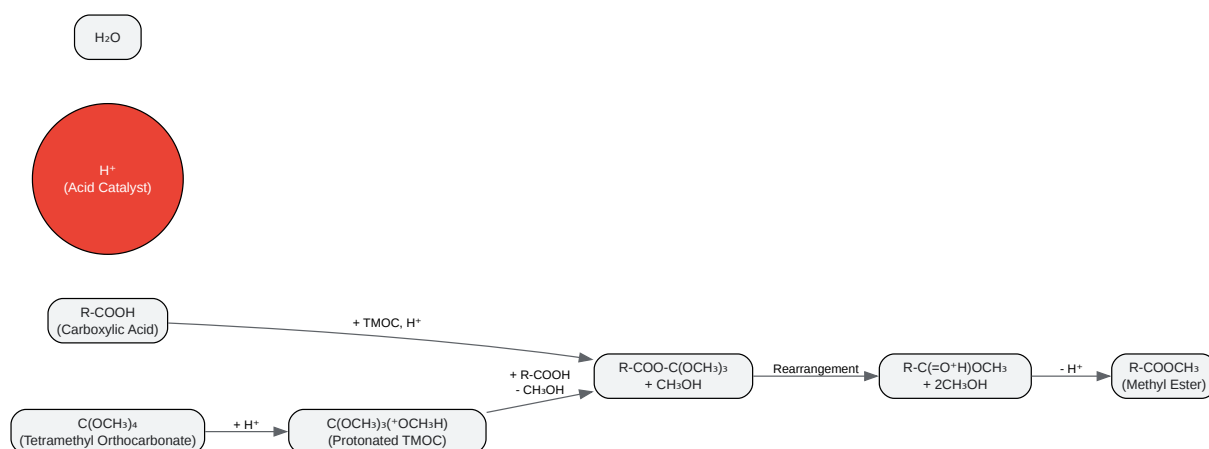 H₂O
H⁺
(Acid Catalyst)
R-COOH
(Carboxylic Acid)
+ TMOC, H⁺
C(OCH₃)₄
(Tetramethyl Orthocarbonate)
+ H⁺
C(OCH₃)₃(⁺OCH₃H)
(Protonated TMOC)
+ R-COOH
- CH₃OH
R-COO-C(OCH₃)₃
+ CH₃OH
Rearrangement
R-C(=O⁺H)OCH₃
+ 2CH₃OH
- H⁺
R-COOCH₃
(Methyl Ester)